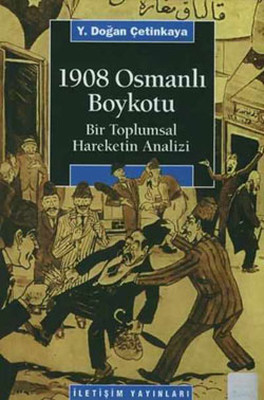 Y. Doğan Çetinkaya
1908 Osmanlı
Boykotu
Bir Toplumsal
Hareketin Analizi
İLETİŞİM YAYINLARI